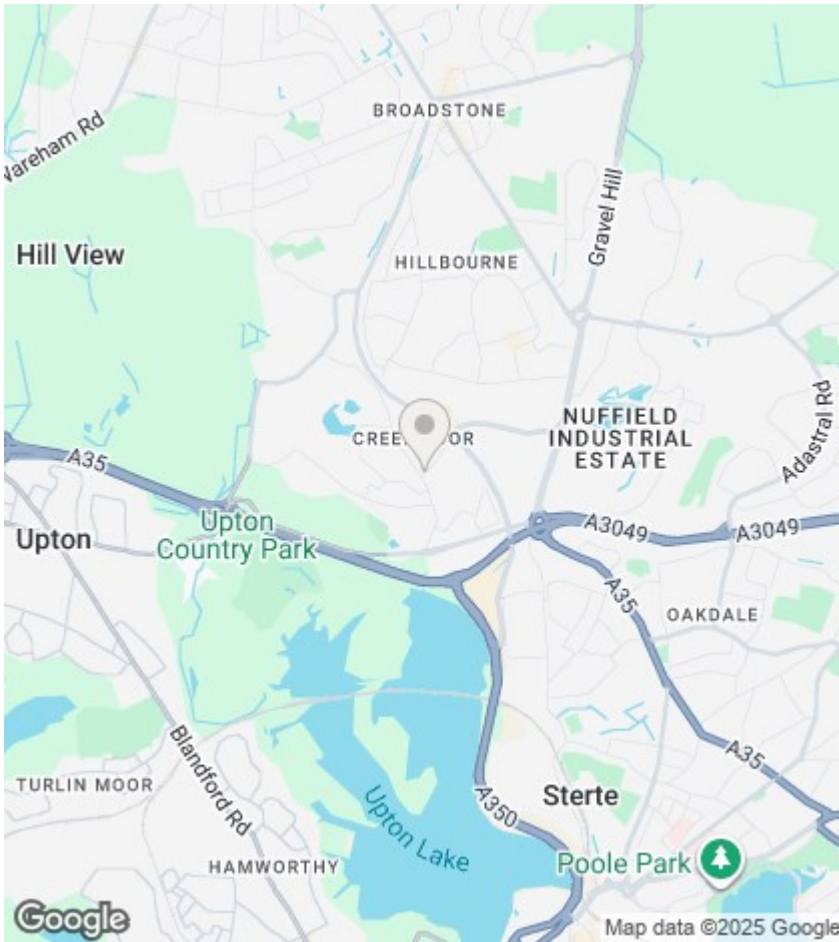 BROADSTONE
Wareham Rd
Gravel Hill
Hill View
HILLBOURNE
CREEKMOOR
NUFFIELD
INDUSTRIAL
ESTATE
Adastral Rd
A35
Upton
Country Park
Upton
A3049
A3049
A35
OAKDALE
A35
Blandford Rd
TURLIN MOOR
Upton Lake
A350
Sterte
HAMWORTHY
Poole Park
Google
Map data ©2025 Google